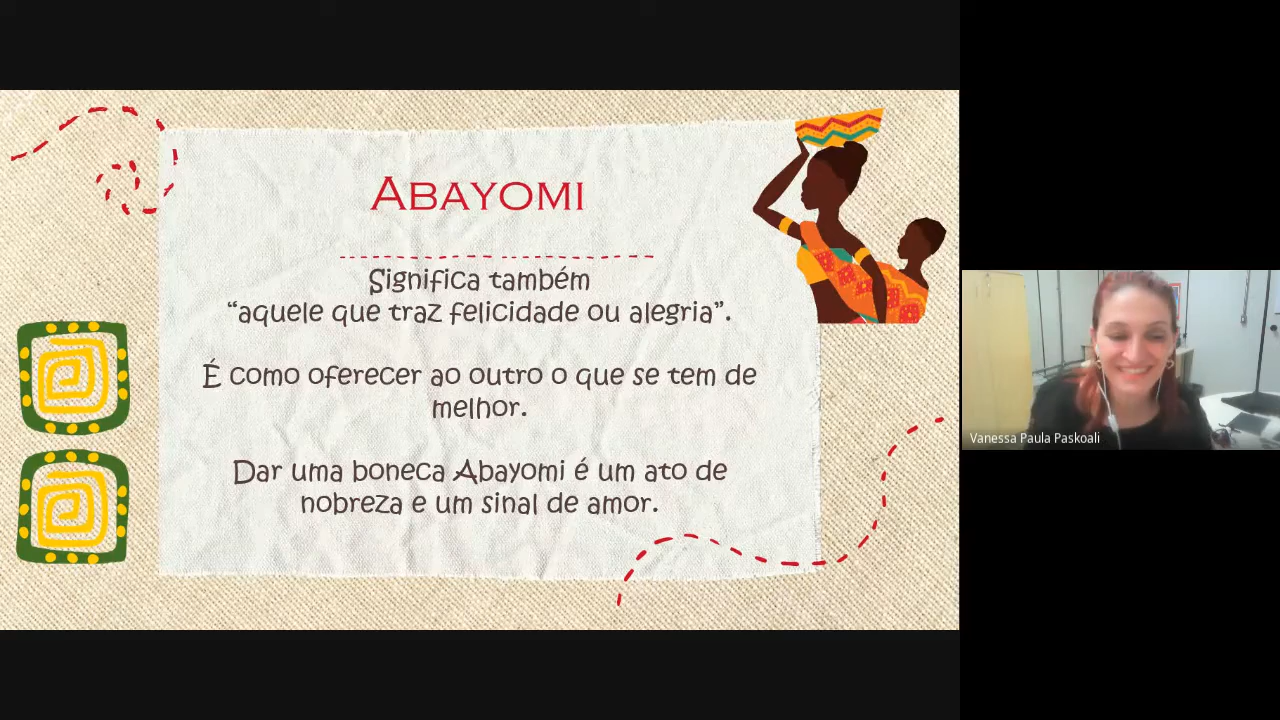 ABAYOMI
Significa também
“aquele que traz felicidade ou alegria”.
É como oferecer ao outro o que se tem de
melhor.
Dar uma boneca Abayomi é um ato de
nobreza e um sinal de amor.
Vanessa Paula Paskoali